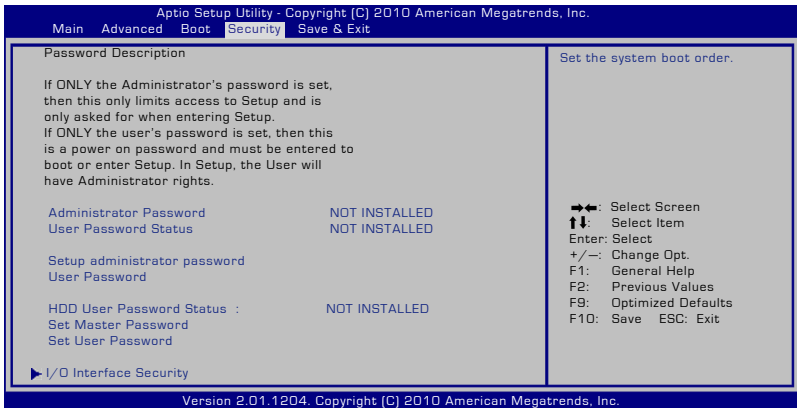 Aptio Setup Utility - Copyright (C) 2010 American Megatrends, Inc.
Main Advanced Boot Security Save & Exit
Password Description
If ONLY the Administrator's password is set,
then this only limits access to Setup and is
only asked for when entering Setup.
If ONLY the user's password is set, then this
is a power on password and must be entered to
boot or enter Setup. In Setup, the User will
have Administrator rights.
Administrator Password NOT INSTALLED
User Password Status NOT INSTALLED
Setup administrator password
User Password
HDD User Password Status : NOT INSTALLED
Set Master Password
Set User Password
I/O Interface Security
Set the system boot order.
→←: Select Screen
↑↓: Select Item
Enter: Select
+/—: Change Opt.
F1: General Help
F2: Previous Values
F9: Optimized Defaults
F10: Save ESC: Exit
Version 2.01.1204. Copyright (C) 2010 American Megatrends, Inc.